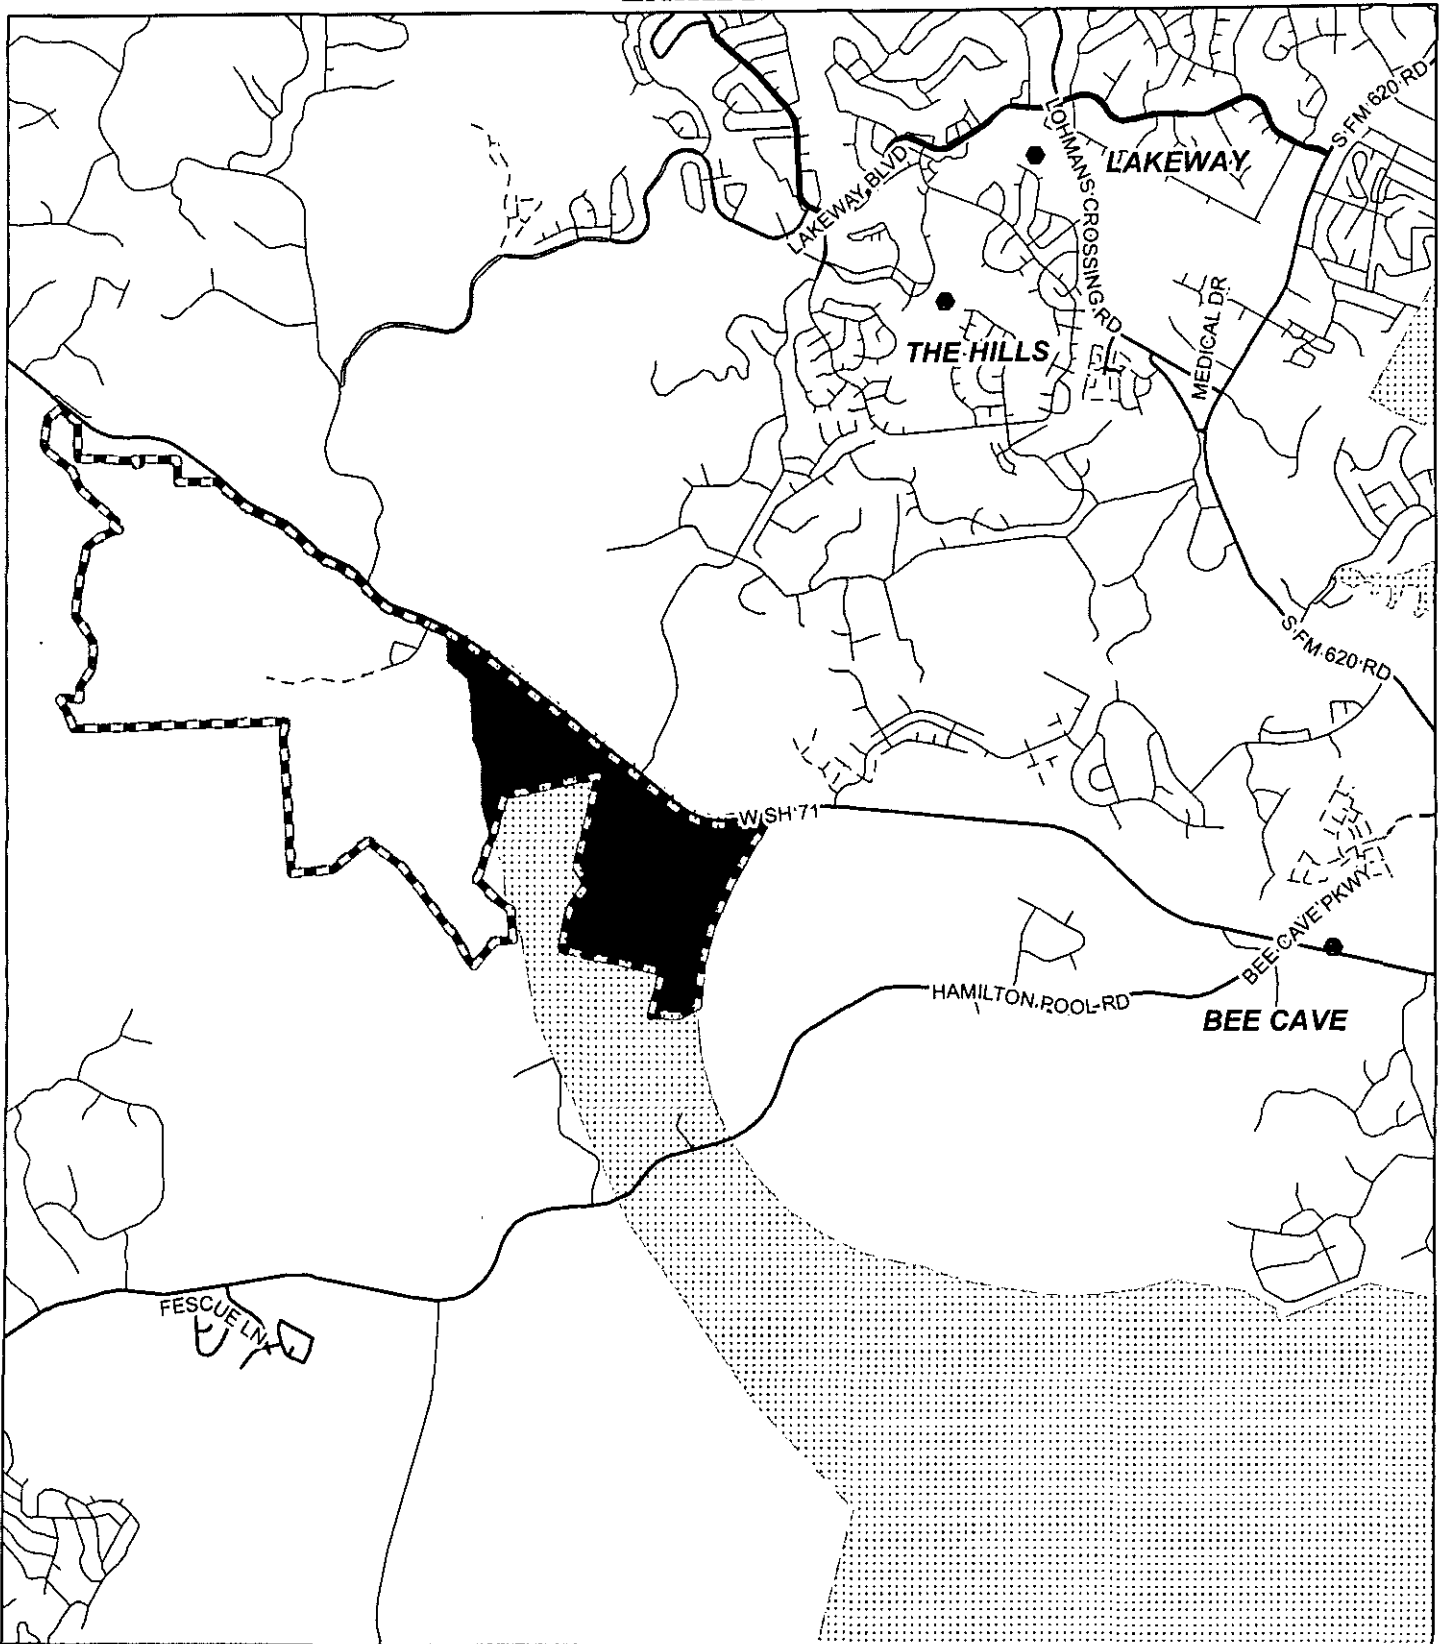 S FM 620 RD
LOHMANS CROSSING RD
LAKEWAY
LAKEWAY BLVD
MEDICAL DR
THE HILLS
S FM 620 RD
W SH 71
BEE CAVE PKWY
HAMILTON POOL RD
BEE CAVE
FESCUE LN